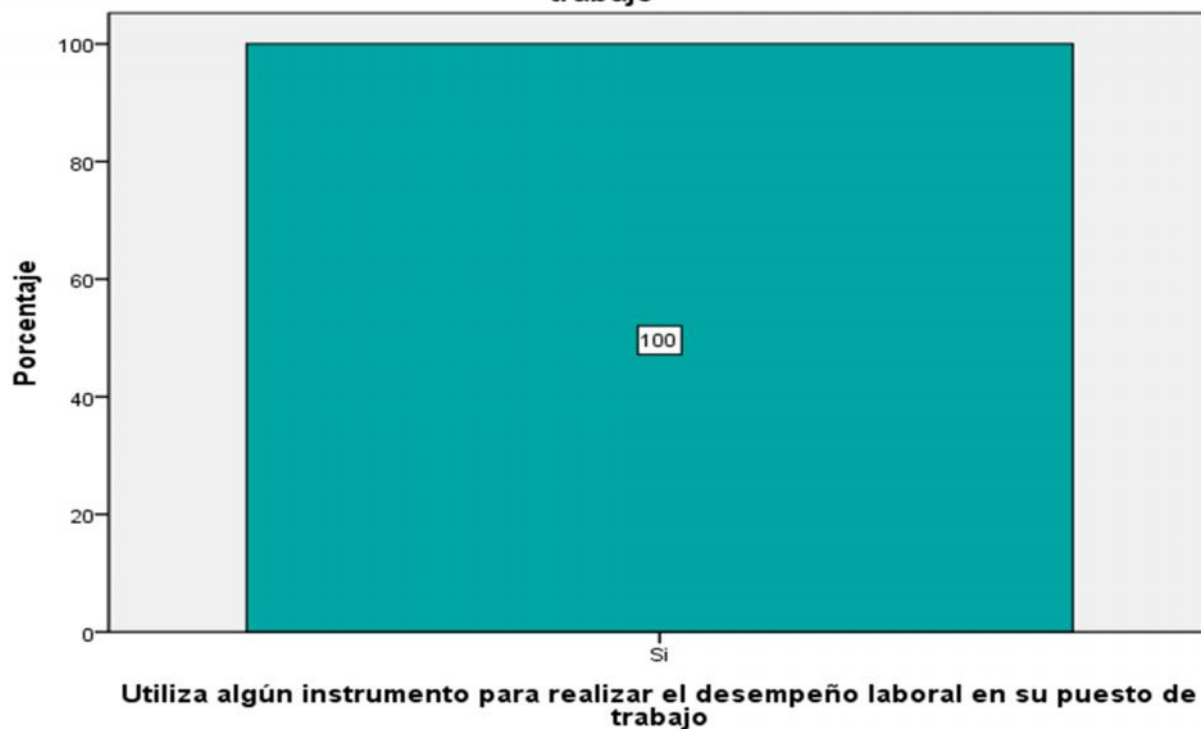 100
80
60
40
20
0
Porcentaje
100
Si
Utiliza algún instrumento para realizar el desempeño laboral en su puesto de
trabajo